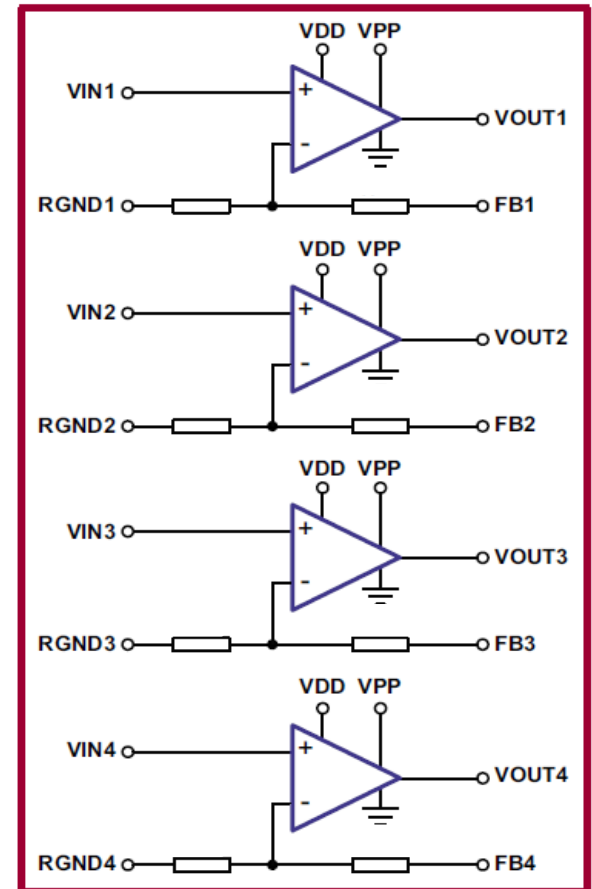 VDD VPP
VIN1
+
VOUT1
-
RGND1
FB1
VDD VPP
VIN2
+
VOUT2
-
RGND2
FB2
VDD VPP
VIN3
+
VOUT3
-
RGND3
FB3
VDD VPP
VIN4
+
VOUT4
-
RGND4
FB4